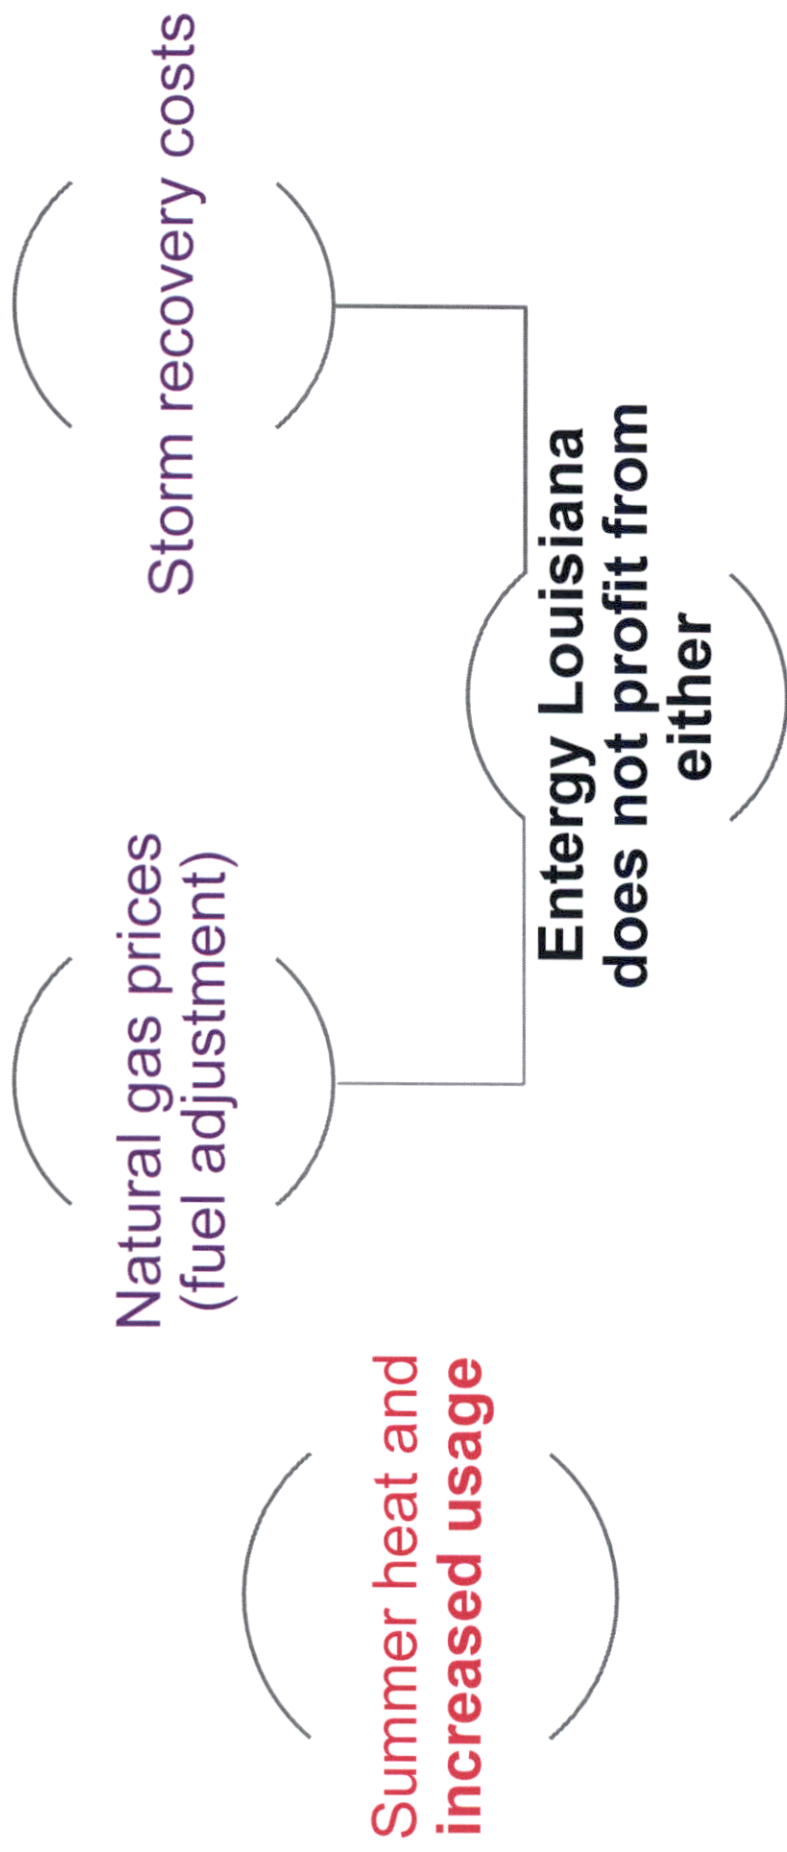 Summer heat and
increased usage
Natural gas prices
(fuel adjustment)
Storm recovery costs
Entergy Louisiana
does not profit from
either